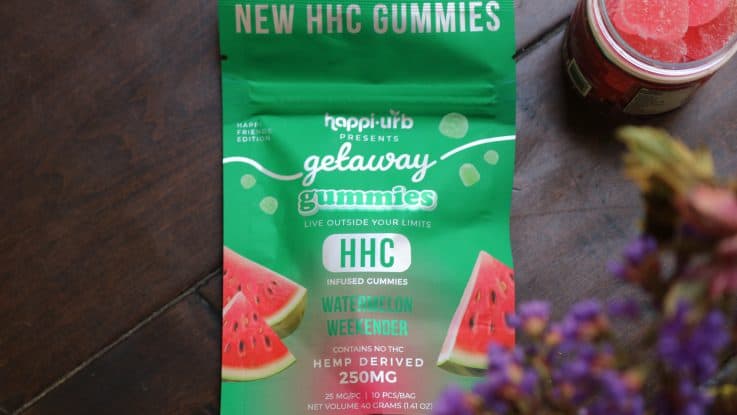 NEW HHC GUMMIES
HAPPI
FRIENDS
EDITION
happi·urb
PRESENTS
getaway
gummies
LIVE OUTSIDE YOUR LIMITS
HHC
INFUSED GUMMIES
WATERMELON
WEEKENDER
CONTAINS NO THC
HEMP DERIVED
250MG
25 MG/PC | 10 PCS/BAG
NET VOLUME 40 GRAMS (1.41 OZ)